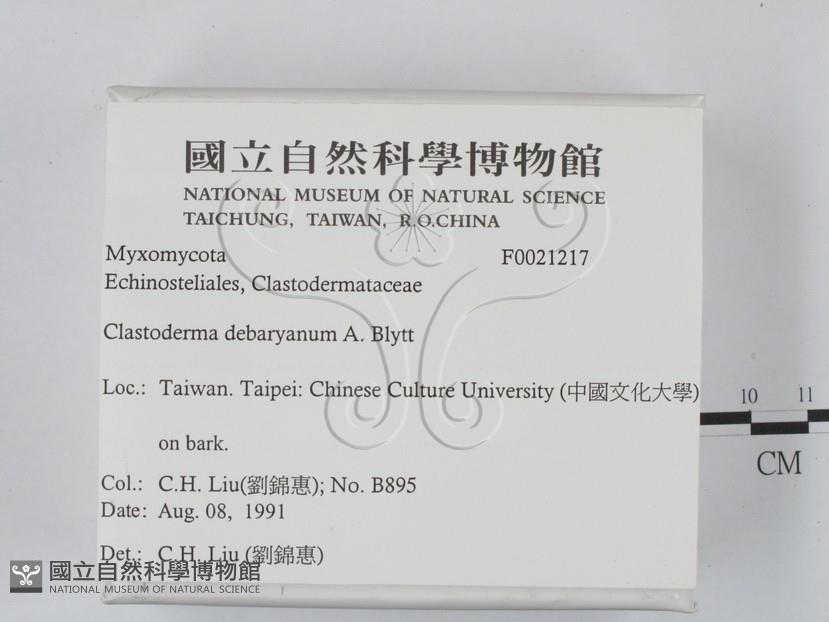 國立自然科學博物館
NATIONAL MUSEUM OF NATURAL SCIENCE
TAICHUNG, TAIWAN, R.O.CHINA
Myxomycota F0021217
Echinosteliales, Clastodermataceae
Clastoderma debaryanum A. Blytt
Loc.: Taiwan. Taipei: Chinese Culture University (中國文化大學)
on bark.
Col.: C.H. Liu(劉錦惠); No. B895
Date: Aug. 08, 1991
Det.: C.H. Liu (劉錦惠)
10 11
CM
國立自然科學博物館
NATIONAL MUSEUM OF NATURAL SCIENCE